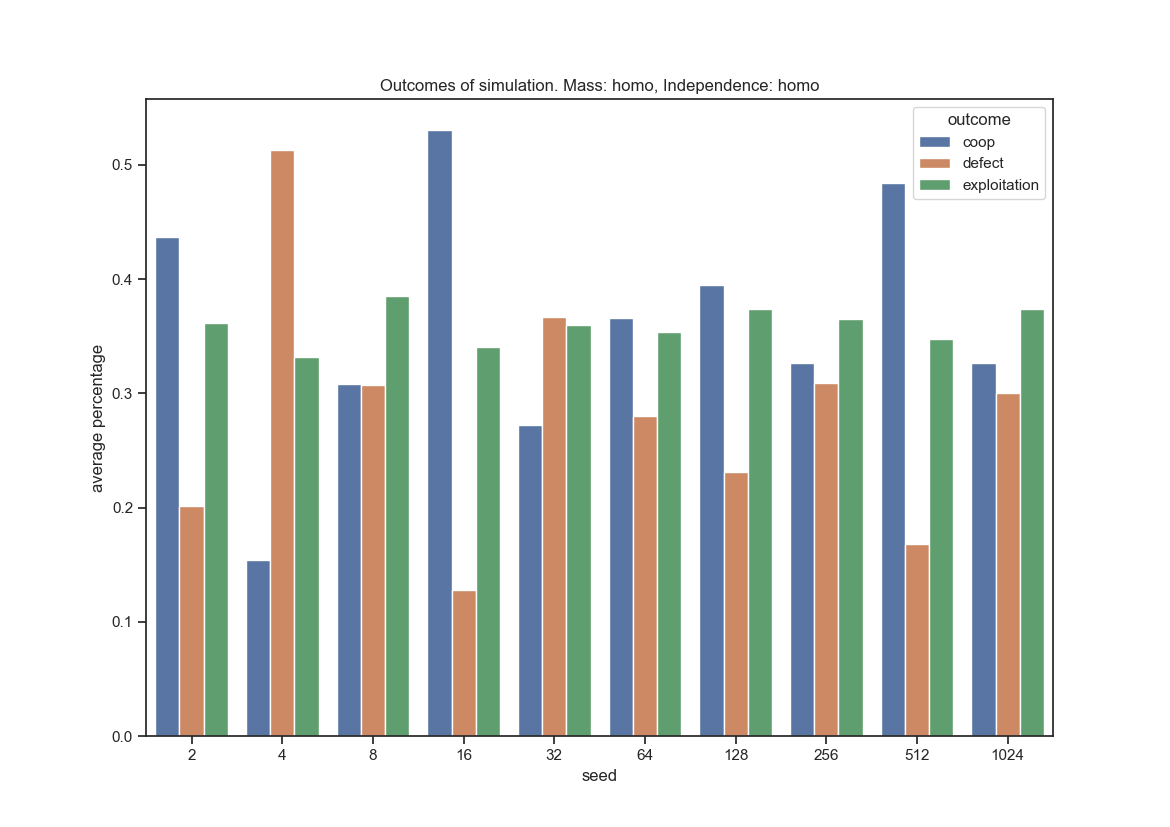 Outcomes of simulation. Mass: homo, Independence: homo
outcome
coop
defect
exploitation
average percentage
0.5
0.4
0.3
0.2
0.1
0.0
2 4 8 16 32 64 128 256 512 1024
seed